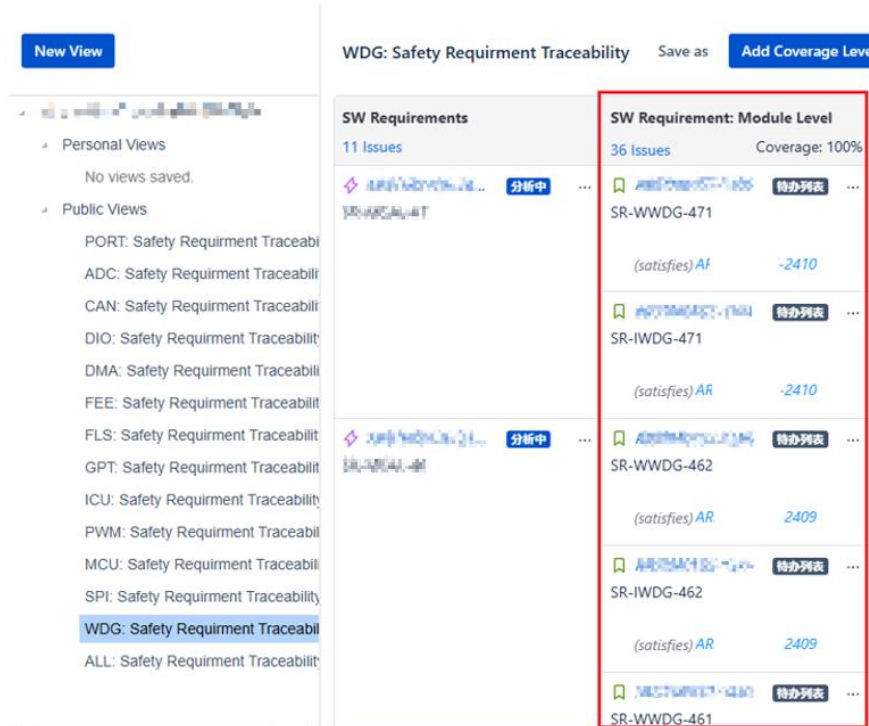 New View
WDG: Safety Requirment Traceability Save as Add Coverage Leve
Personal Views
No views saved.
Public Views
PORT: Safety Requirment Traceabi
ADC: Safety Requirment Traceabilit
CAN: Safety Requirment Traceabilit
DIO: Safety Requirment Traceability
DMA: Safety Requirment Traceabili
FEE: Safety Requirment Traceabilit
FLS: Safety Requirment Traceabilit
GPT: Safety Requirment Traceabilit
ICU: Safety Requirment Traceability
PWM: Safety Requirment Traceabil
MCU: Safety Requirment Traceabili
SPI: Safety Requirment Traceability
WDG: Safety Requirment Traceabil
ALL: Safety Requirment Traceability
SW Requirements
11 Issues
分析中 ...
分析中 ...
SW Requirement: Module Level
36 Issues Coverage: 100%
待办列表 ...
SR-WWDG-471
(satisfies) AR -2410
待办列表 ...
SR-IWDG-471
(satisfies) AR -2410
待办列表 ...
SR-WWDG-462
(satisfies) AR 2409
待办列表 ...
SR-IWDG-462
(satisfies) AR 2409
待办列表 ...
SR-WWDG-461